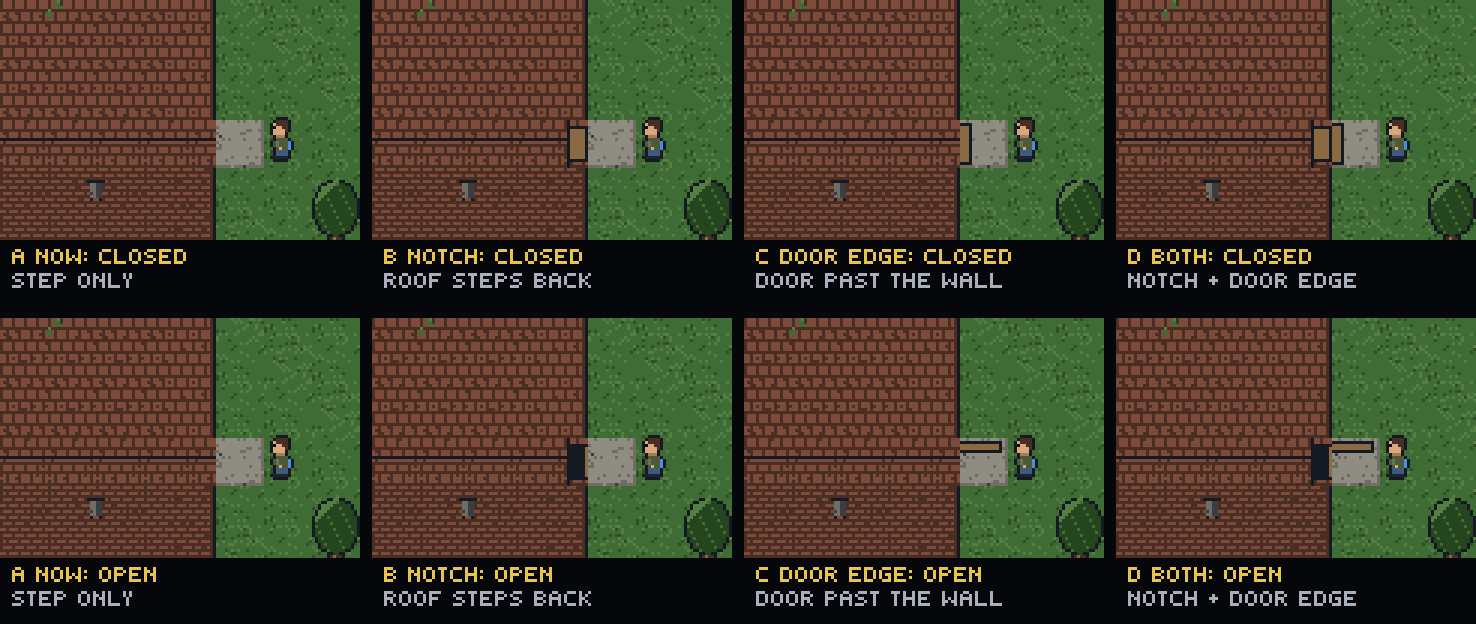 A NOW: CLOSED
STEP ONLY
B NOTCH: CLOSED
ROOF STEPS BACK
C DOOR EDGE: CLOSED
DOOR PAST THE WALL
D BOTH: CLOSED
NOTCH + DOOR EDGE
A NOW: OPEN
STEP ONLY
B NOTCH: OPEN
ROOF STEPS BACK
C DOOR EDGE: OPEN
DOOR PAST THE WALL
D BOTH: OPEN
NOTCH + DOOR EDGE